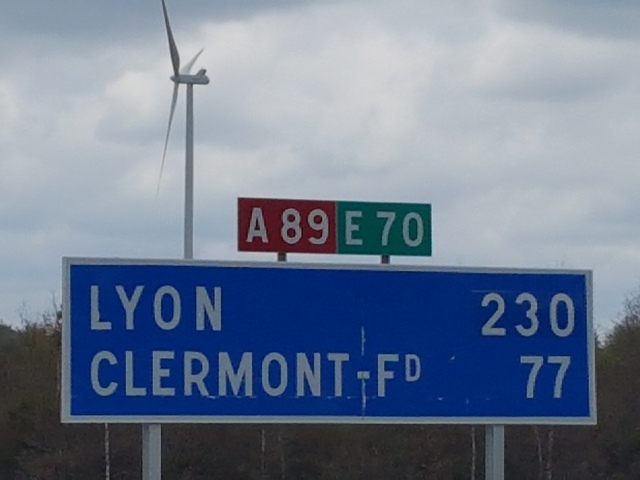 A 89 E 70
LYON 230
CLERMONT-FD 77